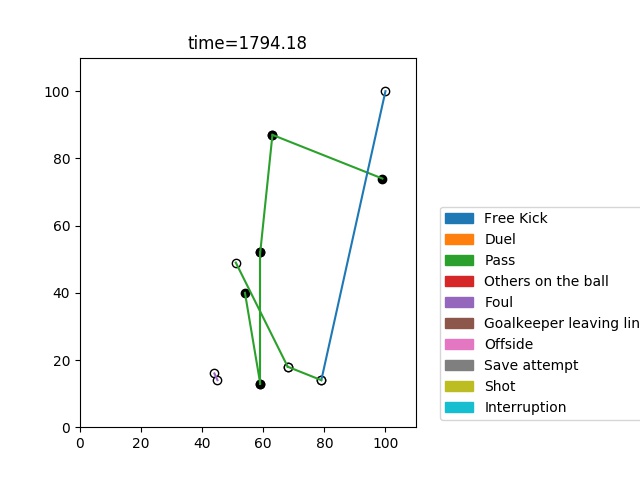 time=1794.18
100
80
60
40
20
0
0 20 40 60 80 100
Free Kick
Duel
Pass
Others on the ball
Foul
Goalkeeper leaving lin
Offside
Save attempt
Shot
Interruption